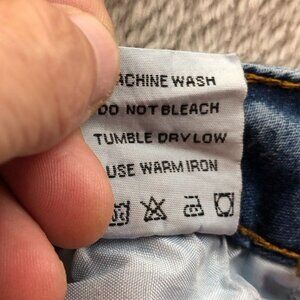 ACHINE WASH
DO NOT BLEACH
TUMBLE DRY LOW
USE WARM IRON